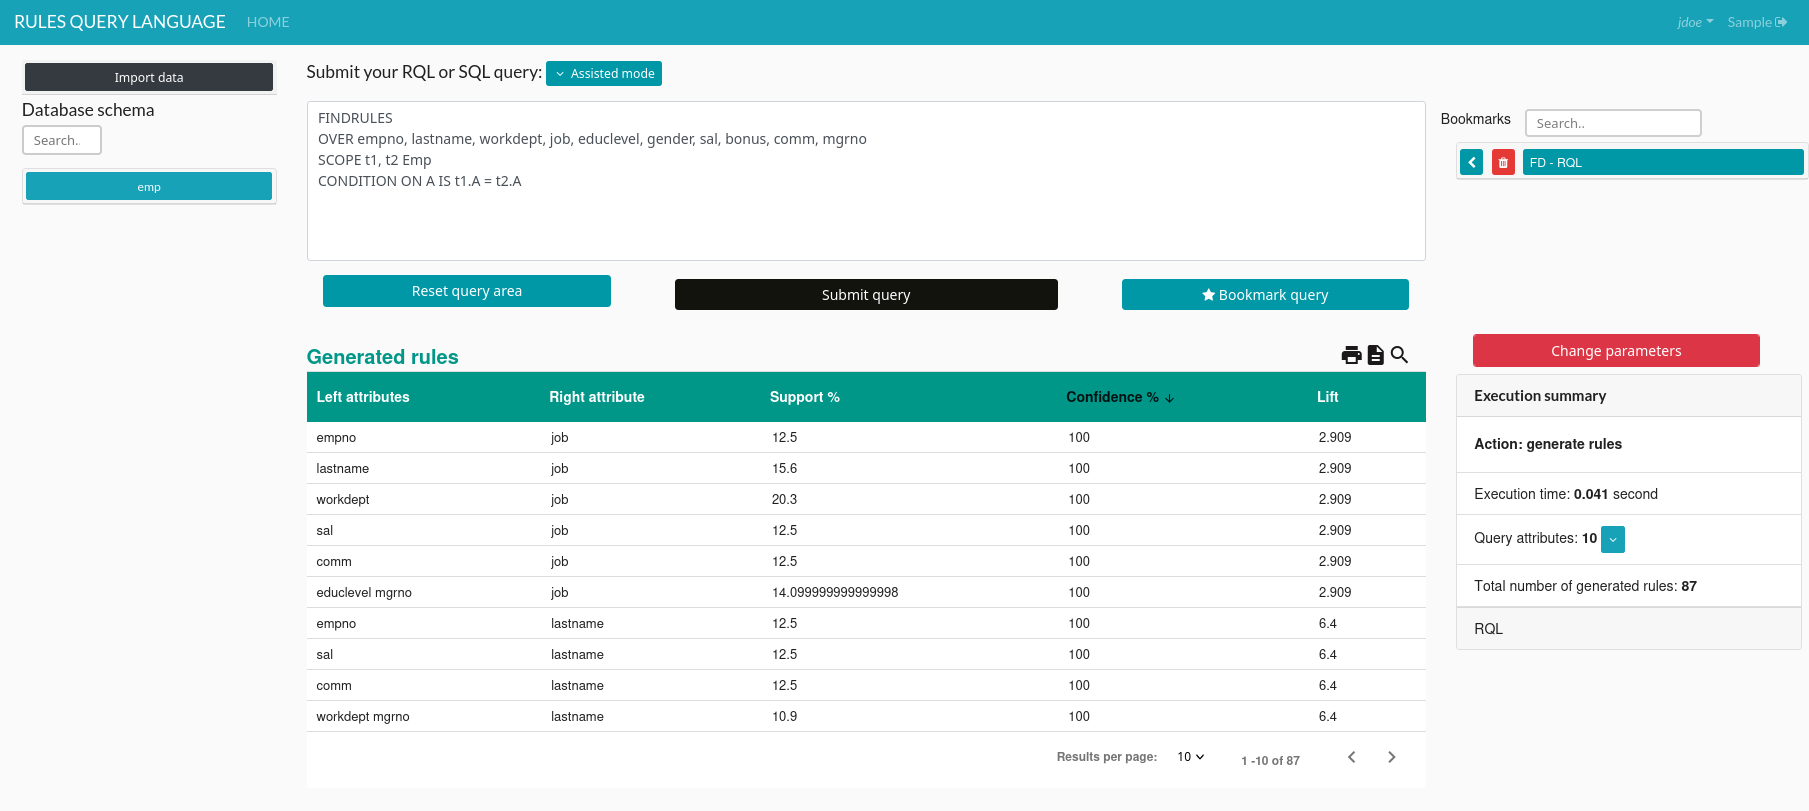 RULES QUERY LANGUAGE HOME jdoe Sample
Import data
Database schema
Search..
emp
Submit your RQL or SQL query: Assisted mode
FINDRULES
OVER empno, lastname, workdept, job, educlevel, gender, sal, bonus, comm, mgrno
SCOPE t1, t2 Emp
CONDITION ON A IS t1.A = t2.A
Reset query area Submit query Bookmark query
Bookmarks Search..
FD - RQL
Generated rules
Left attributes Right attribute Support % Confidence % Lift
empno job 12.5 100 2.909
lastname job 15.6 100 2.909
workdept job 20.3 100 2.909
sal job 12.5 100 2.909
comm job 12.5 100 2.909
educlevel mgrno job 14.099999999999998 100 2.909
empno lastname 12.5 100 6.4
sal lastname 12.5 100 6.4
comm lastname 12.5 100 6.4
workdept mgrno lastname 10.9 100 6.4
Results per page: 10 1 -10 of 87
Change parameters
Execution summary
Action: generate rules
Execution time: 0.041 second
Query attributes: 10
Total number of generated rules: 87
RQL